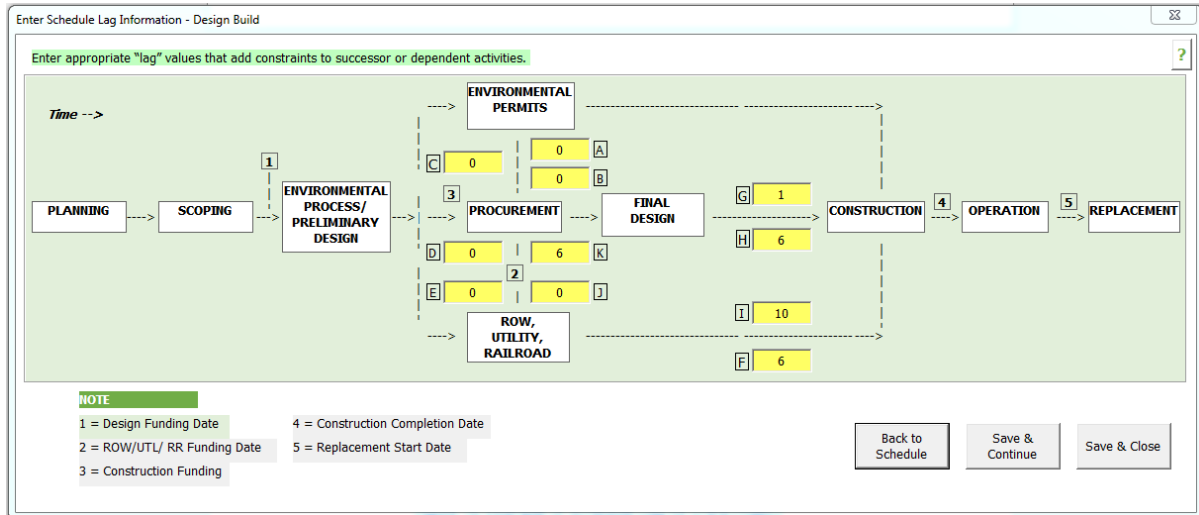 Enter Schedule Lag Information - Design Build
Enter appropriate "lag" values that add constraints to successor or dependent activities.
?
Time -->
ENVIRONMENTAL
PERMITS
C 0
0 A
0 B
1
3
PLANNING
SCOPING
ENVIRONMENTAL
PROCESS/
PRELIMINARY
DESIGN
PROCUREMENT
FINAL
DESIGN
G 1
H 6
CONSTRUCTION
4
OPERATION
5
REPLACEMENT
D 0
6 K
2
E 0
0 J
I 10
F 6
ROW,
UTILITY,
RAILROAD
NOTE
1 = Design Funding Date
2 = ROW/UTL/ RR Funding Date
3 = Construction Funding
4 = Construction Completion Date
5 = Replacement Start Date
Back to
Schedule
Save &
Continue
Save & Close